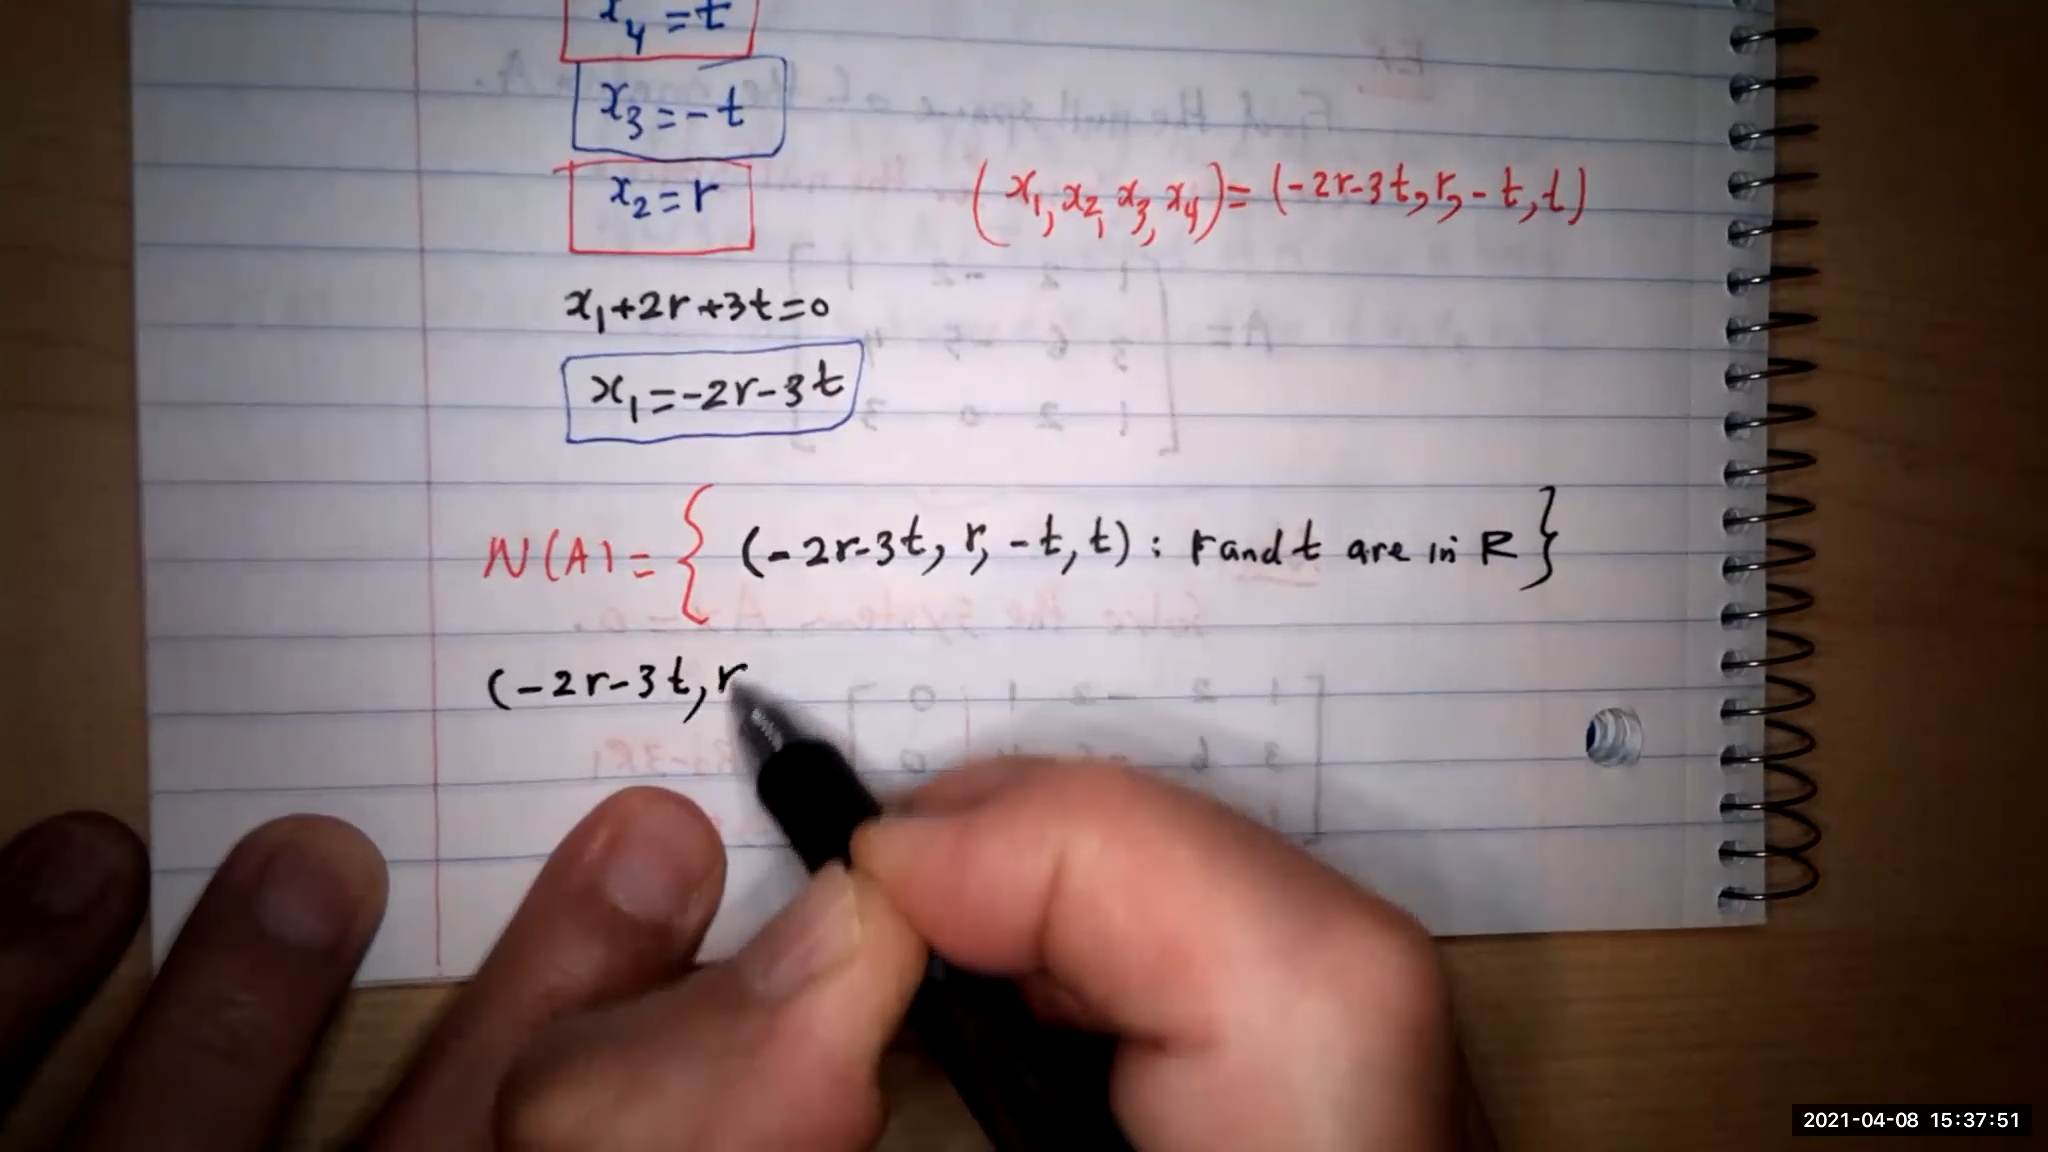 x₄ = t
x₃ = -t
x₂ = r
(x₁, x₂, x₃, x₄) = (-2r-3t, r, -t, t)
x₁+2r+3t=0
x₁=-2r-3t
N(A) = { (-2r-3t, r, -t, t) : r and t are in R }
(-2r-3t, r
2021-04-08 15:37:51